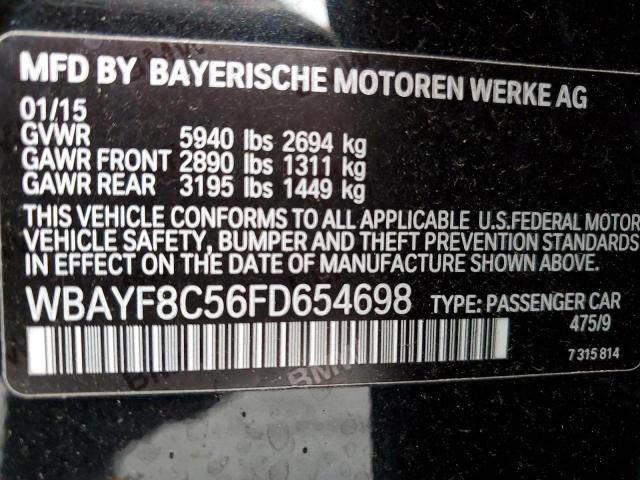 MFD BY BAYERISCHE MOTOREN WERKE AG
01/15
GVWR 5940 lbs 2694 kg
GAWR FRONT 2890 lbs 1311 kg
GAWR REAR 3195 lbs 1449 kg
THIS VEHICLE CONFORMS TO ALL APPLICABLE U.S.FEDERAL MOTOR
VEHICLE SAFETY, BUMPER AND THEFT PREVENTION STANDARDS
IN EFFECT ON THE DATE OF MANUFACTURE SHOWN ABOVE.
WBAYF8C56FD654698 TYPE: PASSENGER CAR
475/9
7 315 814
BMW